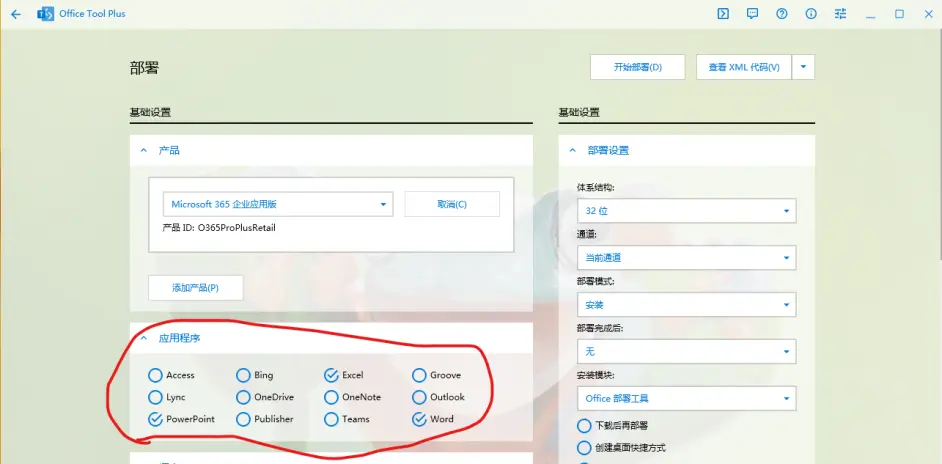 Office Tool Plus
部署
开始部署(D)
查看 XML 代码(V)
基础设置
产品
Microsoft 365 企业应用版
取消(C)
产品 ID: O365ProPlusRetail
添加产品(P)
应用程序
Access
Bing
Excel
Groove
Lync
OneDrive
OneNote
Outlook
PowerPoint
Publisher
Teams
Word
基础设置
部署设置
体系结构:
32 位
通道:
当前通道
部署模式:
安装
部署完成后:
无
安装模块:
Office 部署工具
下载后再部署
创建桌面快捷方式